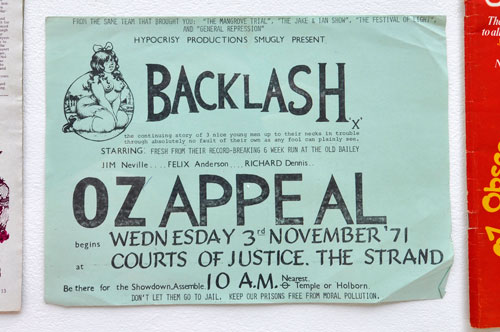 FROM THE SAME TEAM THAT BROUGHT YOU: "THE MANGROVE TRIAL", "THE JAKE & IAN SHOW", "THE FESTIVAL OF LIGHT",
AND "GENERAL REPRESSION"
HYPOCRISY PRODUCTIONS SMUGLY PRESENT
BACKLASH
'X'
the continuing story of 3 nice young men up to their necks in trouble
through absolutely no fault of their own as any fool can plainly see.
STARRING: FRESH FROM THEIR RECORD-BREAKING 6 WEEK RUN AT THE OLD BAILEY
JIM Neville.... FELIX Anderson.... RICHARD Dennis..
OZ APPEAL
begins WEDNESDAY 3rd NOVEMBER '71
at COURTS OF JUSTICE. THE STRAND
Be there for the Showdown, Assemble. 10 A.M. Nearest Temple or Holborn.
DON'T LET THEM GO TO JAIL. KEEP OUR PRISONS FREE FROM MORAL POLLUTION.